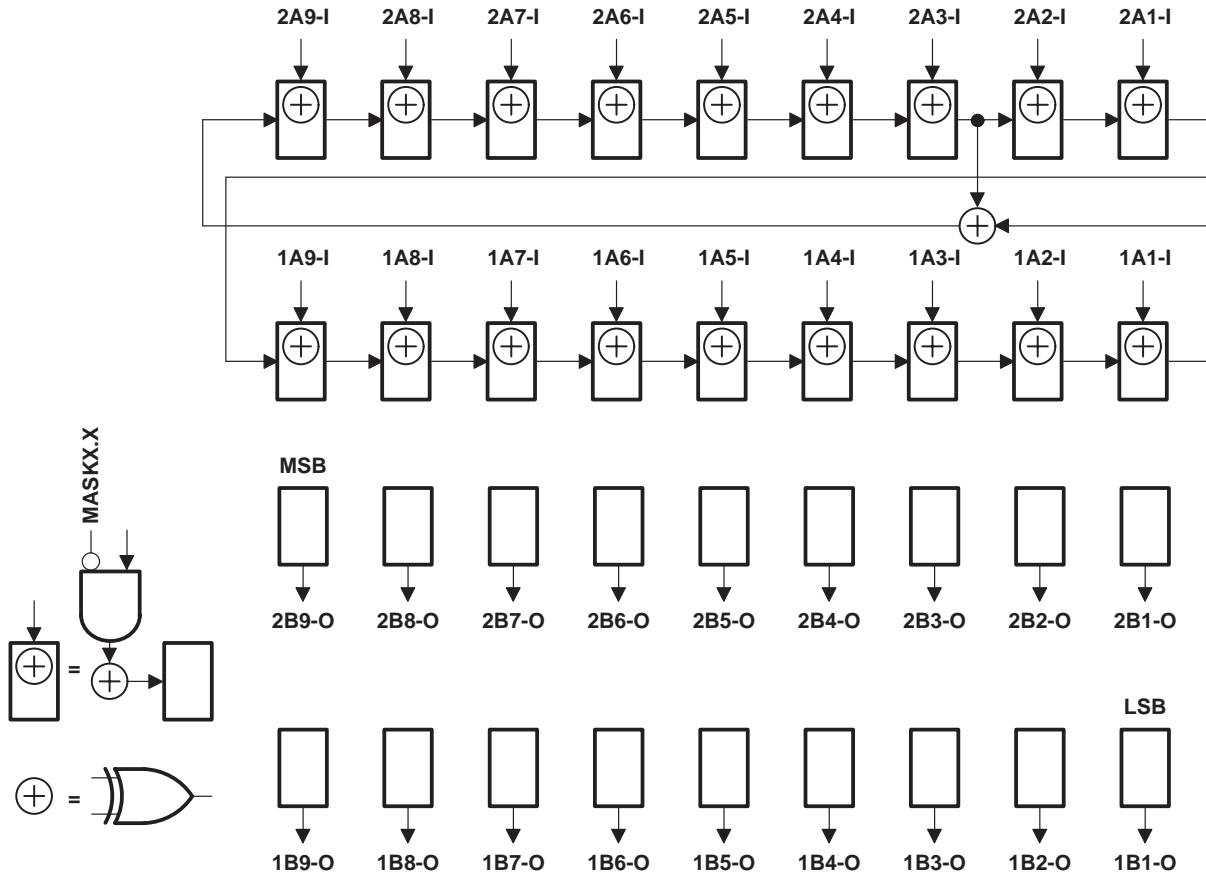 2A9-I 2A8-I 2A7-I 2A6-I 2A5-I 2A4-I 2A3-I 2A2-I 2A1-I
1A9-I 1A8-I 1A7-I 1A6-I 1A5-I 1A4-I 1A3-I 1A2-I 1A1-I
MASKX.X
MSB
2B9-O 2B8-O 2B7-O 2B6-O 2B5-O 2B4-O 2B3-O 2B2-O 2B1-O
=
LSB
=
1B9-O 1B8-O 1B7-O 1B6-O 1B5-O 1B4-O 1B3-O 1B2-O 1B1-O